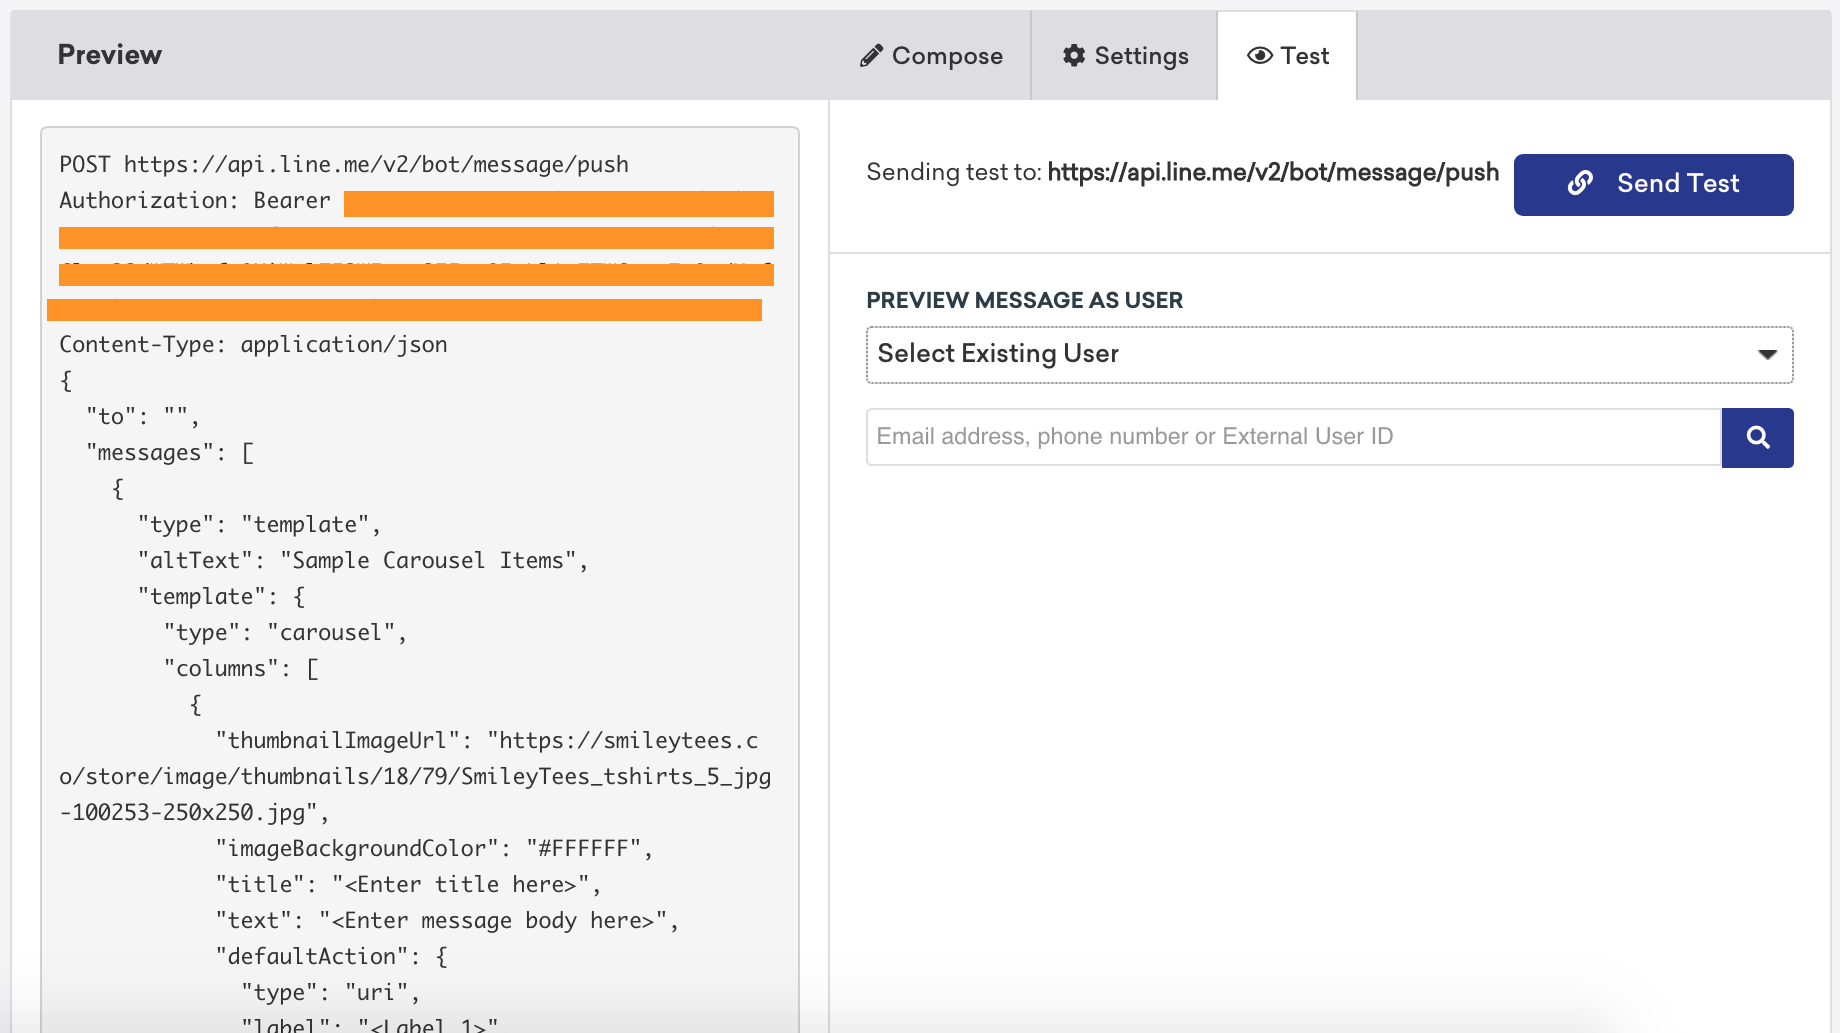 Preview
Compose
Settings
Test
POST https://api.line.me/v2/bot/message/push
Authorization: Bearer
Content-Type: application/json
{
"to": "",
"messages": [
{
"type": "template",
"altText": "Sample Carousel Items",
"template": {
"type": "carousel",
"columns": [
{
"thumbnailImageUrl": "https://smileytees.c
o/store/image/thumbnails/18/79/SmileyTees_tshirts_5_jpg
-100253-250x250.jpg",
"imageBackgroundColor": "#FFFFFF",
"title": "<Enter title here>",
"text": "<Enter message body here>",
"defaultAction": {
"type": "uri",
"label": "<Label 1>"
Sending test to: https://api.line.me/v2/bot/message/push
Send Test
PREVIEW MESSAGE AS USER
Select Existing User
Email address, phone number or External User ID